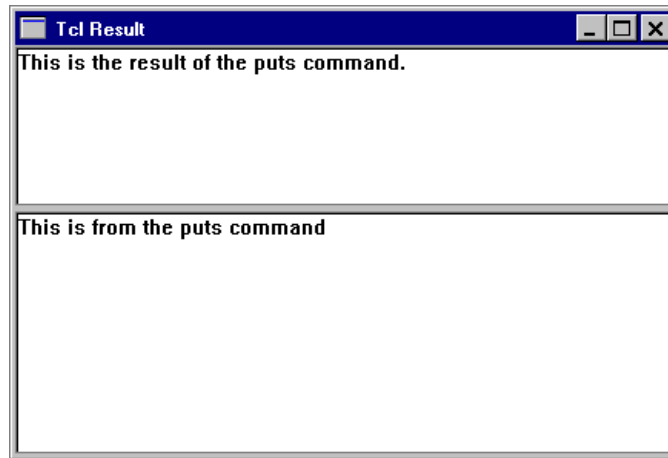 Tcl Result
This is the result of the puts command.
This is from the puts command